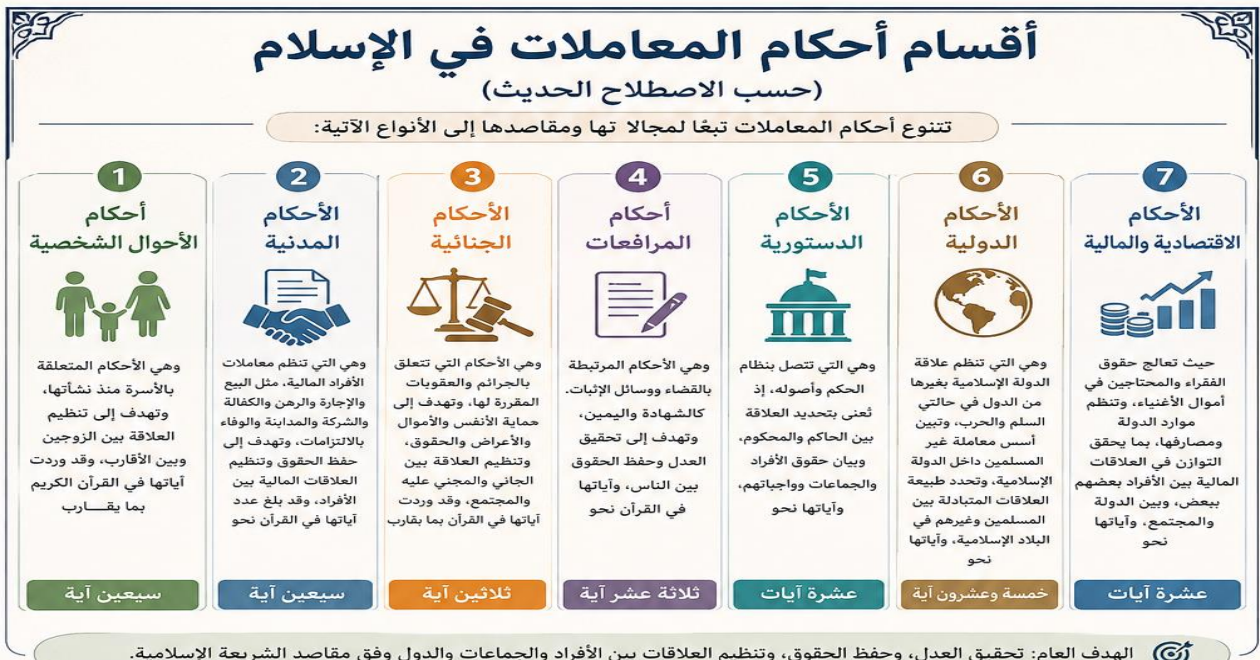 أقسام أحكام المعاملات في الإسلام
(حسب الاصطلاح الحديث)
تتنوع أحكام المعاملات تبعًا لمجالا تها ومقاصدها إلى الأنواع الآتية:
1
أحكام
الأحوال الشخصية
وهي الأحكام المتعلقة
بالأسرة منذ نشأتها،
وتهدف إلى تنظيم
العلاقة بين الزوجين
وبين الأقارب، وقد وردت
آياتها في القرآن الكريم
بما يقـــارب
سيعين آية
2
الأحكام
المدنية
وهي التي تنظم معاملات
الأفراد المالية، مثل البيع
والإجارة والرهن والكفالة
والشركة والمداينة والوفاء
بالالتزامات، وتهدف إلى
حفظ الحقوق وتنظيم
العلاقات المالية بين
الأفراد، وقد بلغ عدد
آياتها في القرآن نحو
سيعين آية
3
الأحكام
الجنائية
وهي الأحكام التي تتعلق
بالجرائم والعقوبات
المقررة لها، وتهدف إلى
حماية الأنفس والأموال
والأعراض والحقوق،
وتنظيم العلاقة بين
الجاني والمجني عليه
والمجتمع، وقد وردت
آياتها في القرآن بما بقارب
ثلاثين آية
4
أحكام
المرافعات
وهي الأحكام المرتبطة
بالقضاء ووسائل الإثبات.
كالشهادة واليمين،
وتهدف إلى تحقيق
العدل وحفظ الحقوق
بين الناس، وآياتها
في القرآن نحو
ثلاثة عشر آية
5
الأحكام
الدستورية
وهي التي تتصل بنظام
الحكم وأصوله، إذ
تُعنى بتحديد العلاقة
بين الحاكم والمحكوم،
وبيان حقوق الأفراد
والجماعات وواجباتهم،
وآياتها نحو
عشرة آيات
6
الأحكام
الدولية
وهي التي تنظم علاقة
الدولة الإسلامية بغيرها
من الدول في حالتي
السلم والحرب، وتبين
أسس معاملة غير
المسلمين داخل الدولة
الإسلامية، وتحدد طبيعة
العلاقات المتبادلة بين
المسلمين وغيرهم في
البلاد الإسلامية، وآياتها
نحو
خمسة وعشرون آية
7
الأحكام
الاقتصادية والمالية
حيث تعالج حقوق
الفقراء والمحتاجين في
أموال الأغنياء، وتنظم
موارد الدولة
ومصارفها، بما يحقق
التوازن في العلاقات
المالية بين الأفراد بعضهم
ببعض، وبين الدولة
والمجتمع، وآياتها
نحو
عشرة آيات
الهدف العام: تحقيق العدل، وحفظ الحقوق، وتنظيم العلاقات بين الأفراد والجماعات والدول وفق مقاصد الشريعة الإسلامية.